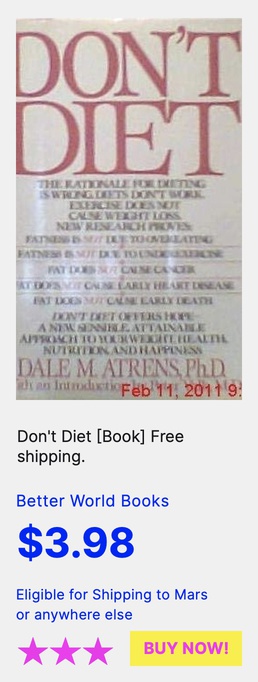 DON'T
DIET
THE RATIONALE FOR DIETING
IS WRONG. DIETS DON'T WORK.
EXERCISE DOES NOT
CAUSE WEIGHT LOSS.
NEW RESEARCH PROVES:
FATNESS IS NOT DUE TO OVEREATING
FATNESS IS NOT DUE TO UNDEREXERCISE
FAT DOES NOT CAUSE CANCER
FAT DOES NOT CAUSE EARLY HEART DISEASE
FAT DOES NOT CAUSE EARLY DEATH
DON'T DIET OFFERS HOPE—
A NEW, SENSIBLE, ATTAINABLE
APPROACH TO YOUR WEIGHT, HEALTH,
NUTRITION, AND HAPPINESS
DALE M. ATRENS, Ph.D.
an Introduction
Feb 11, 2011 9:
Don't Diet [Book] Free
shipping.
Better World Books
$3.98
Eligible for Shipping to Mars
or anywhere else
BUY NOW!